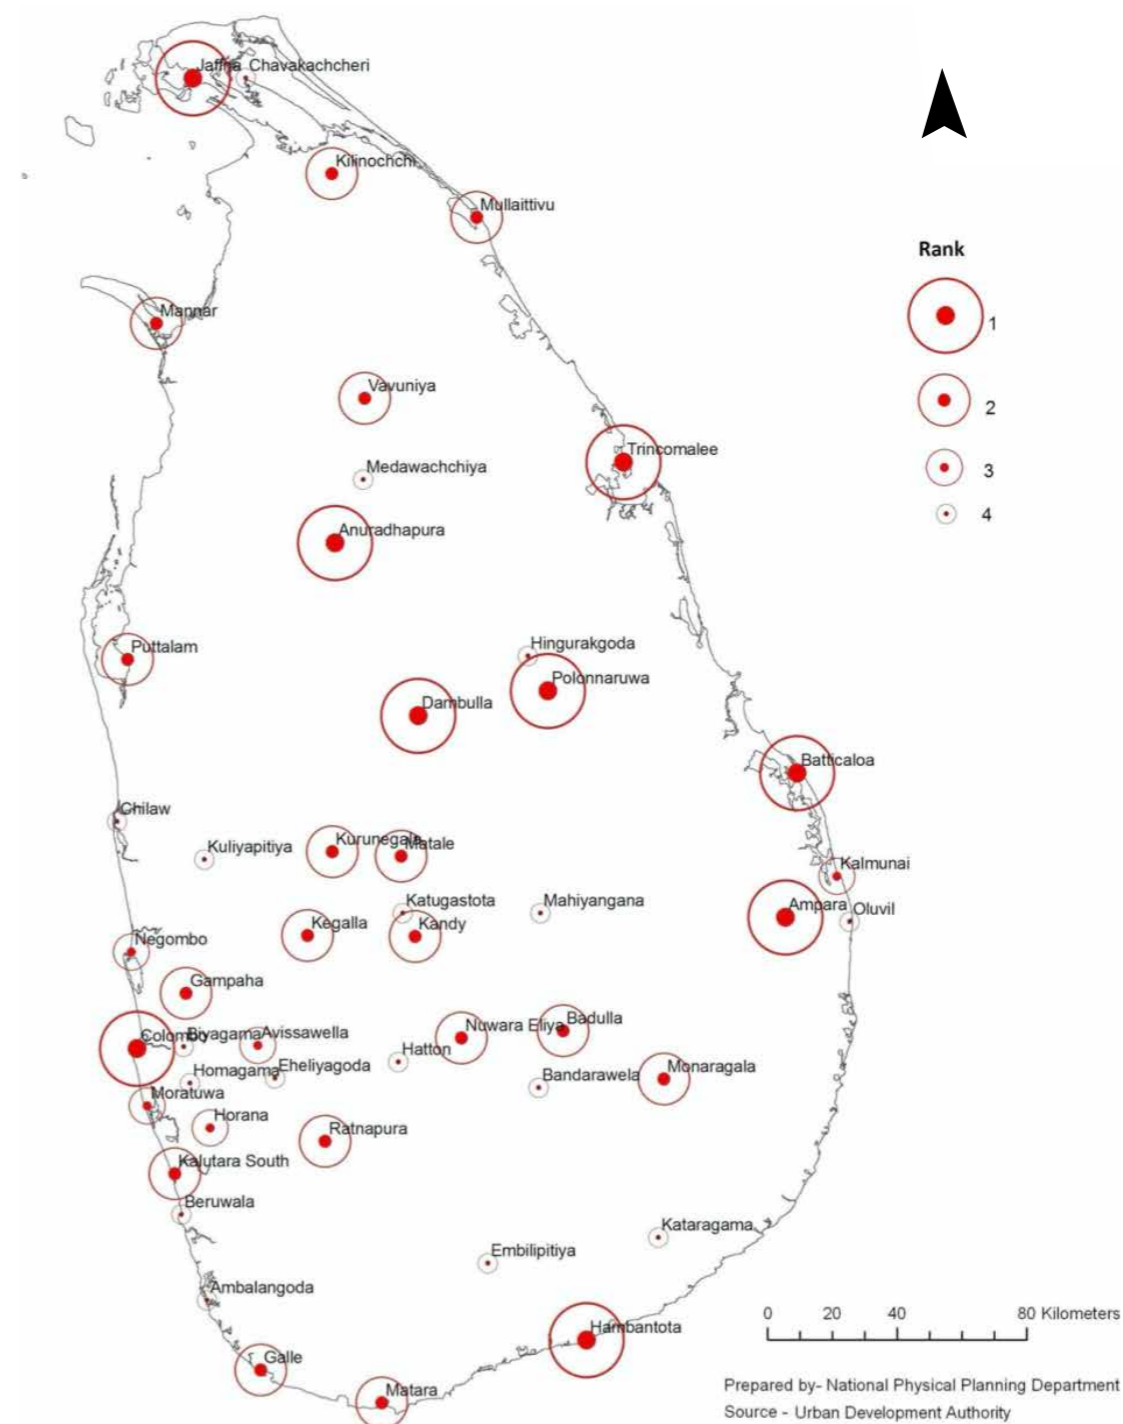 Jaffna Chavakachcheri
Kilinochchi
Mullaittivu
Rank
1
Mannar
Vavuniya
2
Trincomalee
Medawachchiya
3
4
Anuradhapura
Puttalam
Hingurakgoda
Polonnaruwa
Dambulla
Batticaloa
Chilaw
Kuliyapitiya
Kurunegala
Matale
Kalmunai
Katugastota
Mahiyangana
Ampara
Oluvil
Kegalla
Kandy
Negombo
Gampaha
Colombo
Biyagama
Avissawella
Nuwara Eliya
Badulla
Hatton
Homagama
Eheliyagoda
Bandarawela
Monaragala
Moratuwa
Horana
Ratnapura
Kalutara South
Beruwala
Kataragama
Embilipitiya
Ambalangoda
0 20 40 80 Kilometers
Hambantota
Galle
Matara
Prepared by- National Physical Planning Department
Source - Urban Development Authority